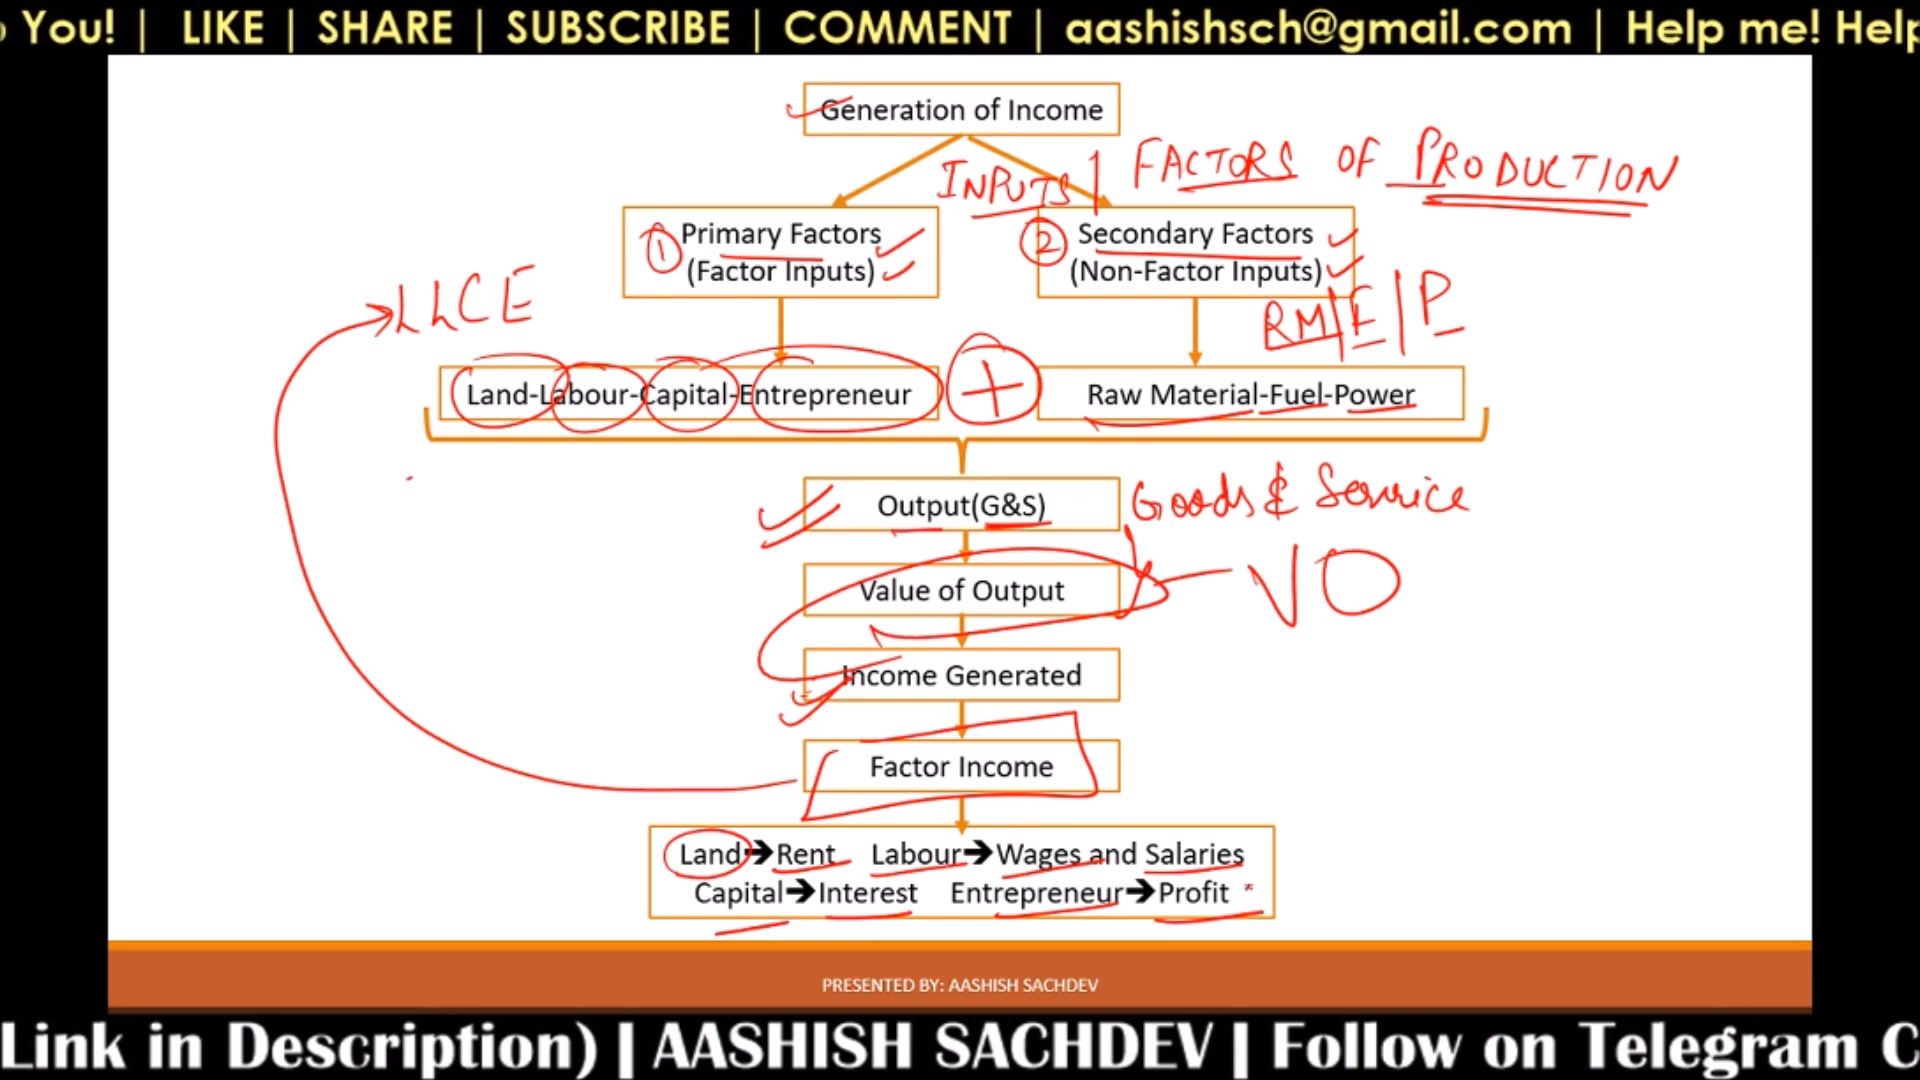 You! | LIKE | SHARE | SUBSCRIBE | COMMENT | aashishsch@gmail.com | Help me! Help
Generation of Income
INPUTS | FACTORS OF PRODUCTION
① Primary Factors
(Factor Inputs)
② Secondary Factors
(Non-Factor Inputs)
LLCE
RM/F/P
Land-Labour-Capital-Entrepreneur
+
Raw Material-Fuel-Power
Output(G&S)
Goods & Service
Value of Output
VO
Income Generated
Factor Income
Land➔Rent Labour➔Wages and Salaries
Capital➔Interest Entrepreneur➔Profit
PRESENTED BY: AASHISH SACHDEV
Link in Description) | AASHISH SACHDEV | Follow on Telegram C